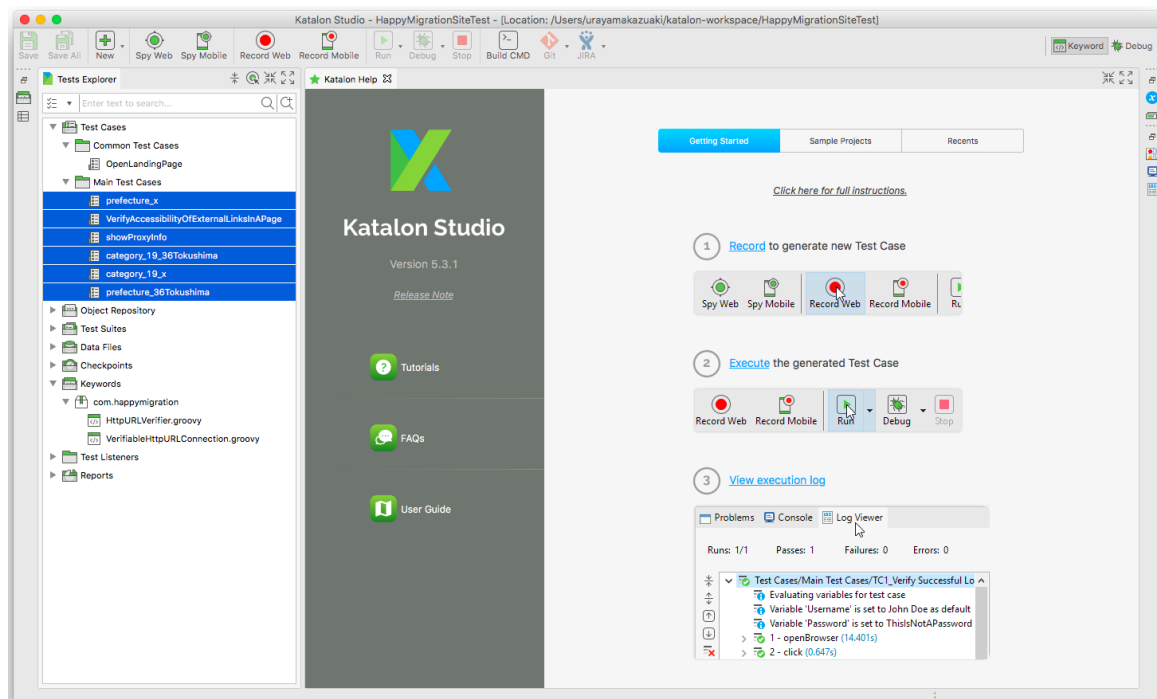 Katalon Studio - HappyMigrationSiteTest - [Location: /Users/urayamakazuaki/katalon-workspace/HappyMigrationSiteTest]
Save Save All New Spy Web Spy Mobile Record Web Record Mobile Run Debug Stop Build CMD Git JIRA Keyword Debug
Tests Explorer
Katalon Help
Enter text to search...
Test Cases
Common Test Cases
OpenLandingPage
Main Test Cases
prefecture_x
VerifyAccessibilityOfExternalLinksInAPage
showProxyInfo
category_19_36Tokushima
category_19_x
prefecture_36Tokushima
Object Repository
Test Suites
Data Files
Checkpoints
Keywords
com.happymigration
HttpURLVerifier.groovy
VerifiableHttpURLConnection.groovy
Test Listeners
Reports
Katalon Studio
Version 5.3.1
Release Note
Tutorials
FAQs
User Guide
Getting Started Sample Projects Recents
Click here for full instructions.
1 Record to generate new Test Case
Spy Web Spy Mobile Record Web Record Mobile Ru
2 Execute the generated Test Case
Record Web Record Mobile Run Debug Stop
3 View execution log
Problems Console Log Viewer
Runs: 1/1 Passes: 1 Failures: 0 Errors: 0
Test Cases/Main Test Cases/TC1_Verify Successful Lo
Evaluating variables for test case
Variable 'Username' is set to John Doe as default
Variable 'Password' is set to ThisIsNotAPassword
1 - openBrowser (14.401s)
2 - click (0.647s)